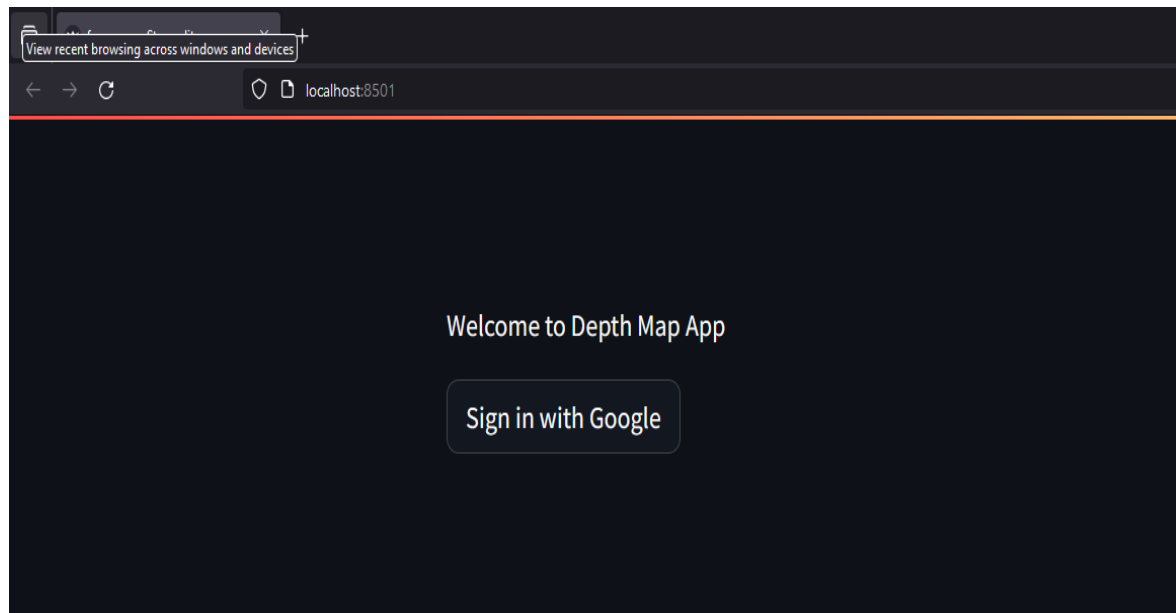 View recent browsing across windows and devices
localhost:8501
Welcome to Depth Map App
Sign in with Google